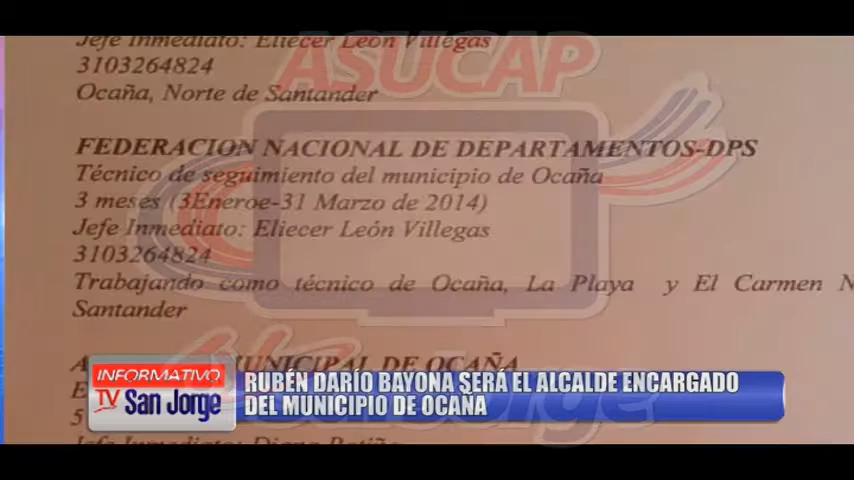 Jefe Inmediato: Eliecer León Villegas
3103264824
Ocaña, Norte de Santander
ASUCAP
FEDERACION NACIONAL DE DEPARTAMENTOS-DPS
Técnico de seguimiento del municipio de Ocaña
3 meses (3Eneroe-31 Marzo de 2014)
Jefe Inmediato: Eliecer León Villegas
3103264824
Trabajando como técnico de Ocaña, La Playa y El Carmen N
Santander
MUNICIPAL DE OCAÑA
INFORMATIVO
TV San Jorge
RUBÉN DARÍO BAYONA SERÁ EL ALCALDE ENCARGADO
DEL MUNICIPIO DE OCAÑA